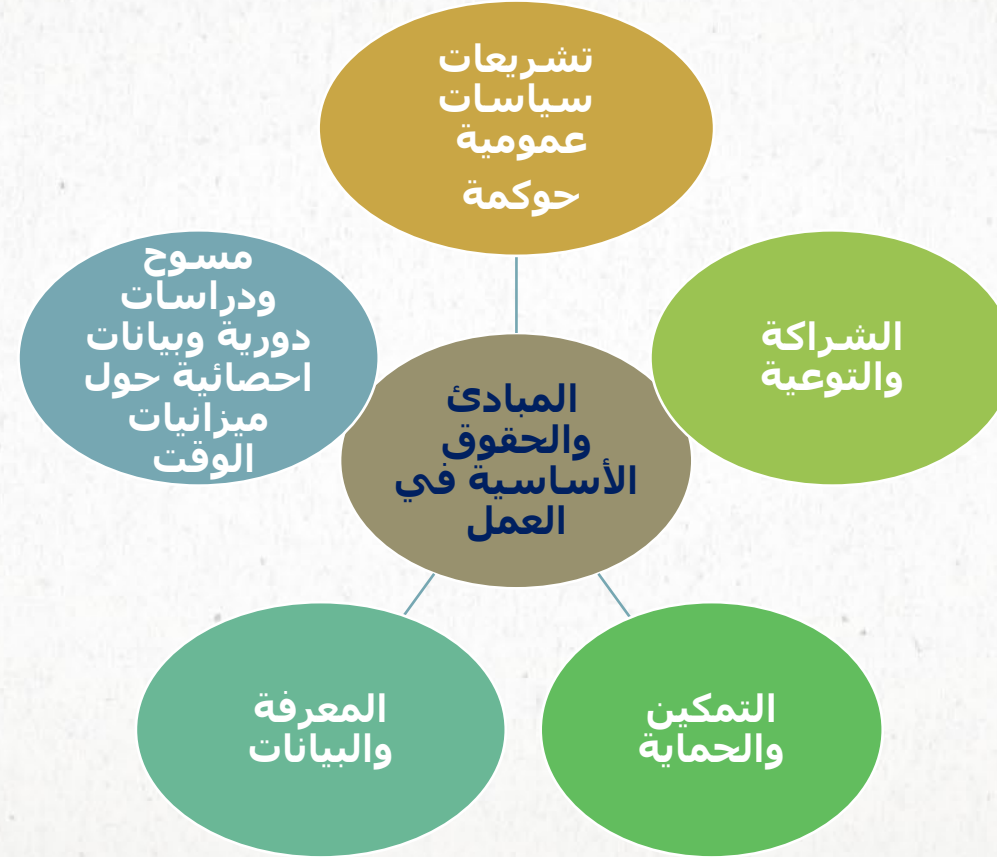 تشريعات
سياسات
عمومية
حوكمة
الشراكة
والتوعية
مسوح
ودراسات
دورية وبيانات
احصائية حول
ميزانيات
الوقت
المبادئ
والحقوق
الأساسية في
العمل
التمكين
والحماية
المعرفة
والبيانات